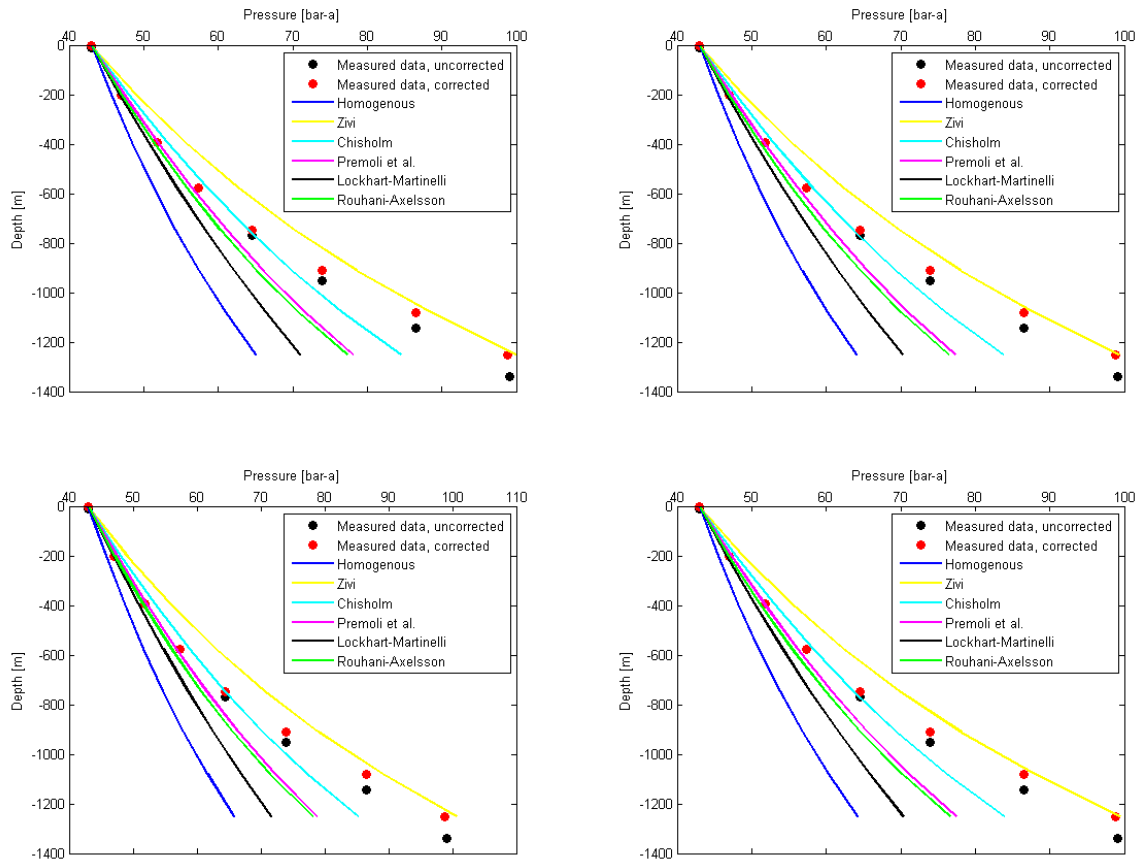 Pressure [bar-a]
40 50 60 70 80 90 100
0
-200
-400
-600
-800
-1000
-1200
-1400
Depth [m]
Measured data, uncorrected
Measured data, corrected
Homogenous
Zivi
Chisholm
Premoli et al.
Lockhart-Martinelli
Rouhani-Axelsson
Pressure [bar-a]
40 50 60 70 80 90 100
0
-200
-400
-600
-800
-1000
-1200
-1400
Depth [m]
Measured data, uncorrected
Measured data, corrected
Homogenous
Zivi
Chisholm
Premoli et al.
Lockhart-Martinelli
Rouhani-Axelsson
Pressure [bar-a]
40 50 60 70 80 90 100 110
0
-200
-400
-600
-800
-1000
-1200
-1400
Depth [m]
Measured data, uncorrected
Measured data, corrected
Homogenous
Zivi
Chisholm
Premoli et al.
Lockhart-Martinelli
Rouhani-Axelsson
Pressure [bar-a]
40 50 60 70 80 90 100
0
-200
-400
-600
-800
-1000
-1200
-1400
Depth [m]
Measured data, uncorrected
Measured data, corrected
Homogenous
Zivi
Chisholm
Premoli et al.
Lockhart-Martinelli
Rouhani-Axelsson